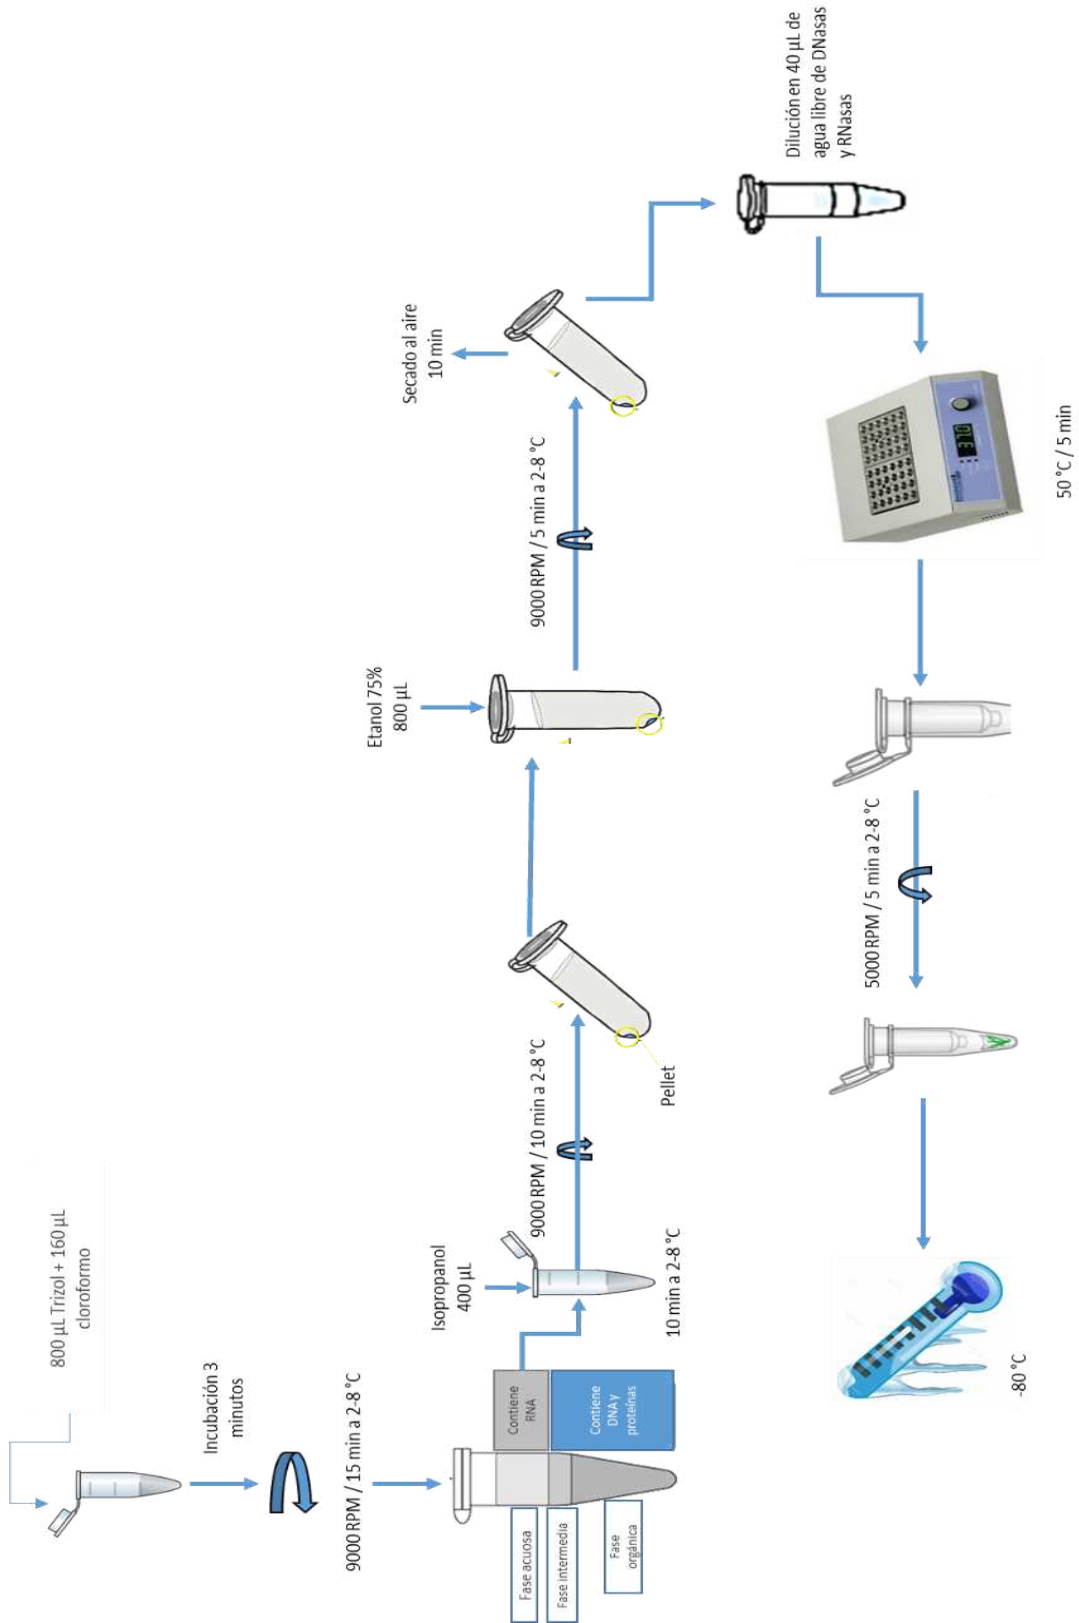 800 µL Trizol + 160 µL
cloroformo
Incubación 3
minutos
9000 RPM / 15 min a 2-8 °C
Fase acuosa
Fase intermedia
Fase
orgánica
Contiene
RNA
Contiene
DNA y
proteínas
Isopropanol
400 µL
10 min a 2-8 °C
9000 RPM / 10 min a 2-8 °C
Pellet
Etanol 75%
800 µL
9000 RPM / 5 min a 2-8 °C
Secado al aire
10 min
Dilución en 40 µL de
agua libre de DNasas
y RNasas
50 °C / 5 min
5000 RPM / 5 min a 2-8 °C
-80 °C